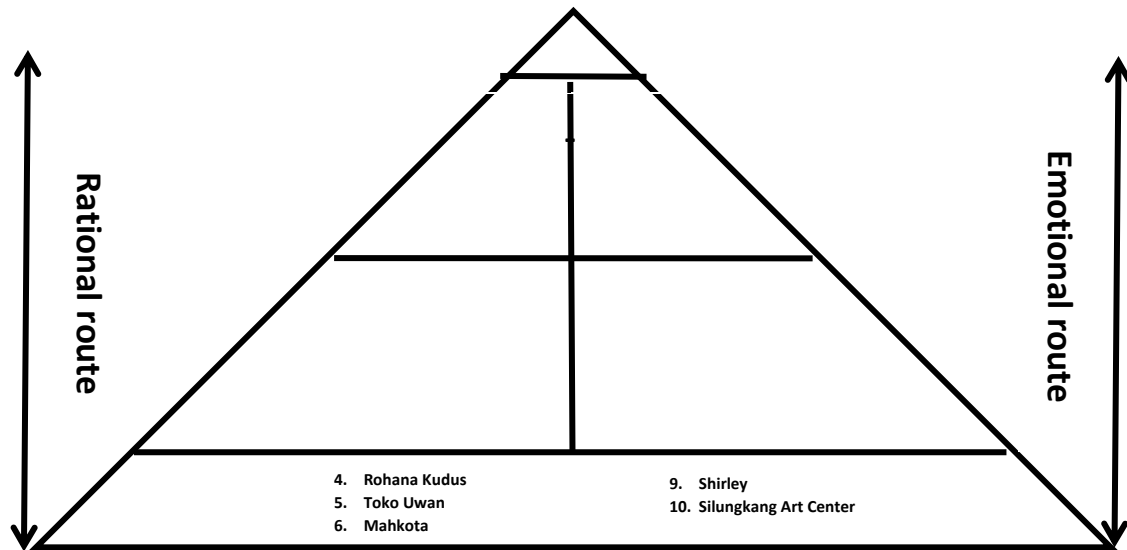 Rational route
Emotional route
4. Rohana Kudus
5. Toko Uwan
6. Mahkota
9. Shirley
10. Silungkang Art Center